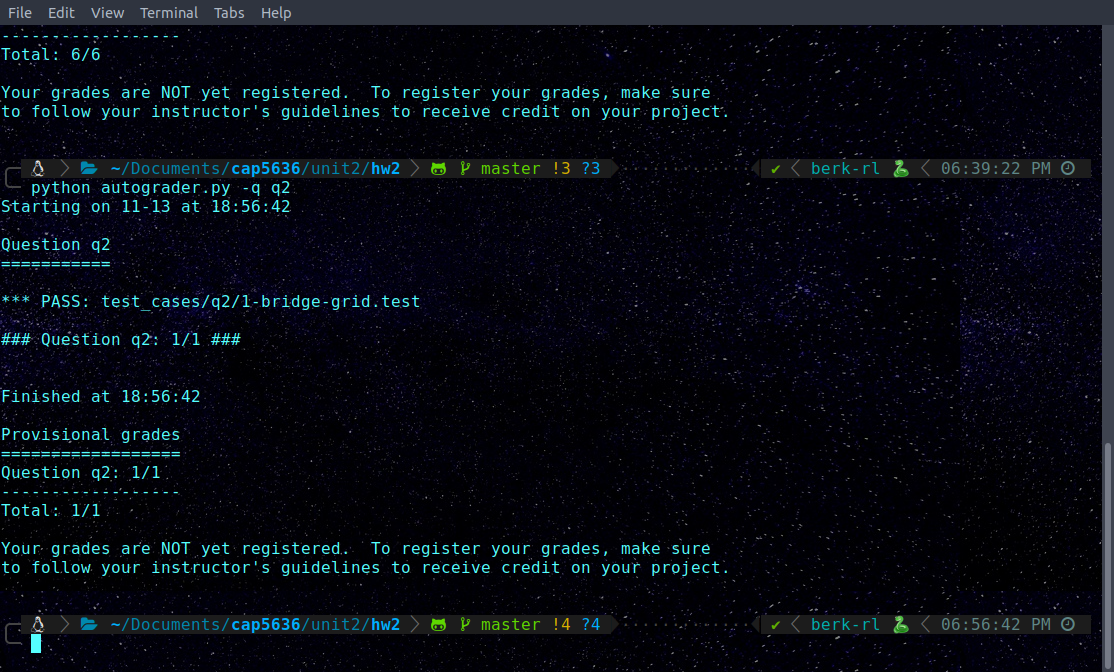 File Edit View Terminal Tabs Help
------------------
Total: 6/6
Your grades are NOT yet registered.  To register your grades, make sure
to follow your instructor's guidelines to receive credit on your project.
~/Documents/cap5636/unit2/hw2 master !3 ?3 ✔ berk-rl 06:39:22 PM
python autograder.py -q q2
Starting on 11-13 at 18:56:42
Question q2
===========
*** PASS: test_cases/q2/1-bridge-grid.test
### Question q2: 1/1 ###
Finished at 18:56:42
Provisional grades
==================
Question q2: 1/1
------------------
Total: 1/1
Your grades are NOT yet registered.  To register your grades, make sure
to follow your instructor's guidelines to receive credit on your project.
~/Documents/cap5636/unit2/hw2 master !4 ?4 ✔ berk-rl 06:56:42 PM